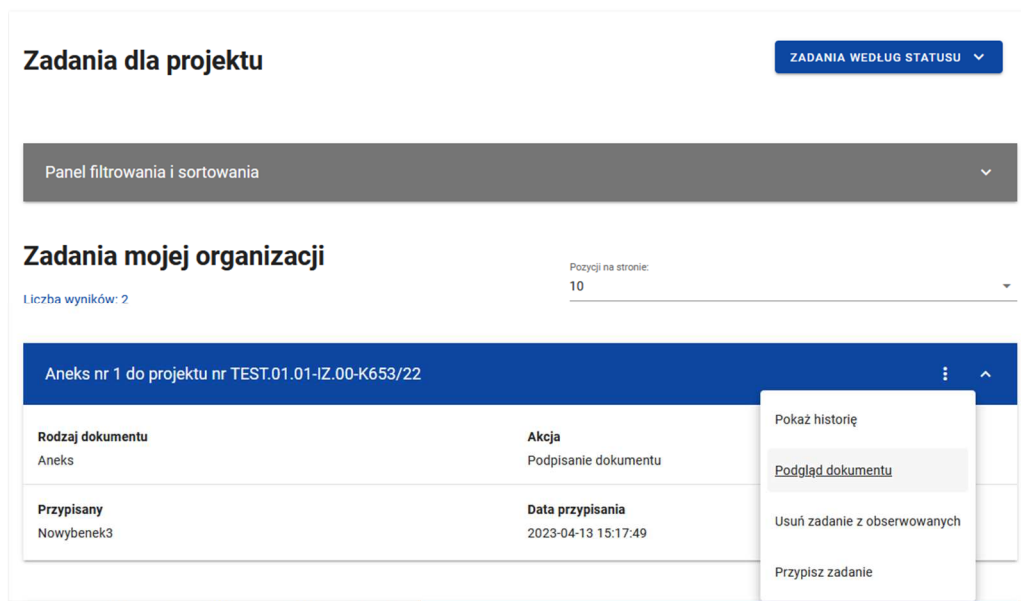 Zadania dla projektu
ZADANIA WEDŁUG STATUSU
Panel filtrowania i sortowania
Zadania mojej organizacji
Liczba wyników: 2
Pozycji na stronie:
10
Aneks nr 1 do projektu nr TEST.01.01-IZ.00-K653/22
Rodzaj dokumentu
Aneks
Akcja
Podpisanie dokumentu
Przypisany
Nowybenek3
Data przypisania
2023-04-13 15:17:49
Pokaż historię
Podgląd dokumentu
Usuń zadanie z obserwowanych
Przypisz zadanie